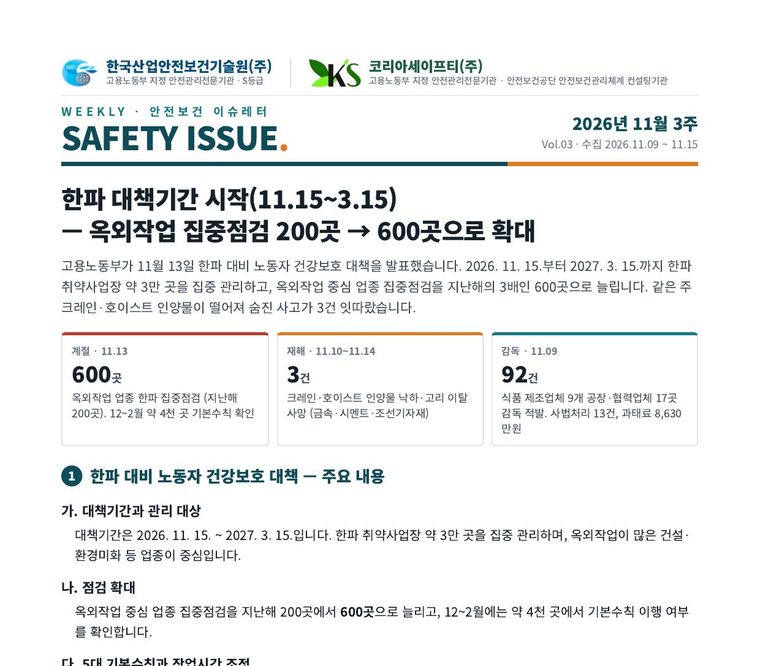 한국산업안전보건기술원(주)
고용노동부 지정 안전관리전문기관 · S등급
KS 코리아세이프티(주)
고용노동부 지정 안전관리전문기관 · 안전보건공단 안전보건관리체계 컨설팅기관
WEEKLY · 안전보건 이슈레터
SAFETY ISSUE.
2026년 11월 3주
Vol.03 · 수집 2026.11.09 ~ 11.15
한파 대책기간 시작(11.15~3.15)
— 옥외작업 집중점검 200곳 → 600곳으로 확대
고용노동부가 11월 13일 한파 대비 노동자 건강보호 대책을 발표했습니다. 2026. 11. 15.부터 2027. 3. 15.까지 한파
취약사업장 약 3만 곳을 집중 관리하고, 옥외작업 중심 업종 집중점검을 지난해의 3배인 600곳으로 늘립니다. 같은 주
크레인·호이스트 인양물이 떨어져 숨진 사고가 3건 잇따랐습니다.
계절 · 11.13
600곳
옥외작업 업종 한파 집중점검 (지난해
200곳). 12~2월 약 4천 곳 기본수칙 확인
재해 · 11.10~11.14
3건
크레인·호이스트 인양물 낙하·고리 이탈
사망 (금속·시멘트·조선기자재)
감독 · 11.09
92건
식품 제조업체 9개 공장·협력업체 17곳
감독 적발. 사법처리 13건, 과태료 8,630
만원
1 한파 대비 노동자 건강보호 대책 — 주요 내용
가. 대책기간과 관리 대상
대책기간은 2026. 11. 15. ~ 2027. 3. 15.입니다. 한파 취약사업장 약 3만 곳을 집중 관리하며, 옥외작업이 많은 건설·
환경미화 등 업종이 중심입니다.
나. 점검 확대
옥외작업 중심 업종 집중점검을 지난해 200곳에서 600곳으로 늘리고, 12~2월에는 약 4천 곳에서 기본수칙 이행 여부
를 확인합니다.
다. 5대 기본수칙과 작업시간 조정